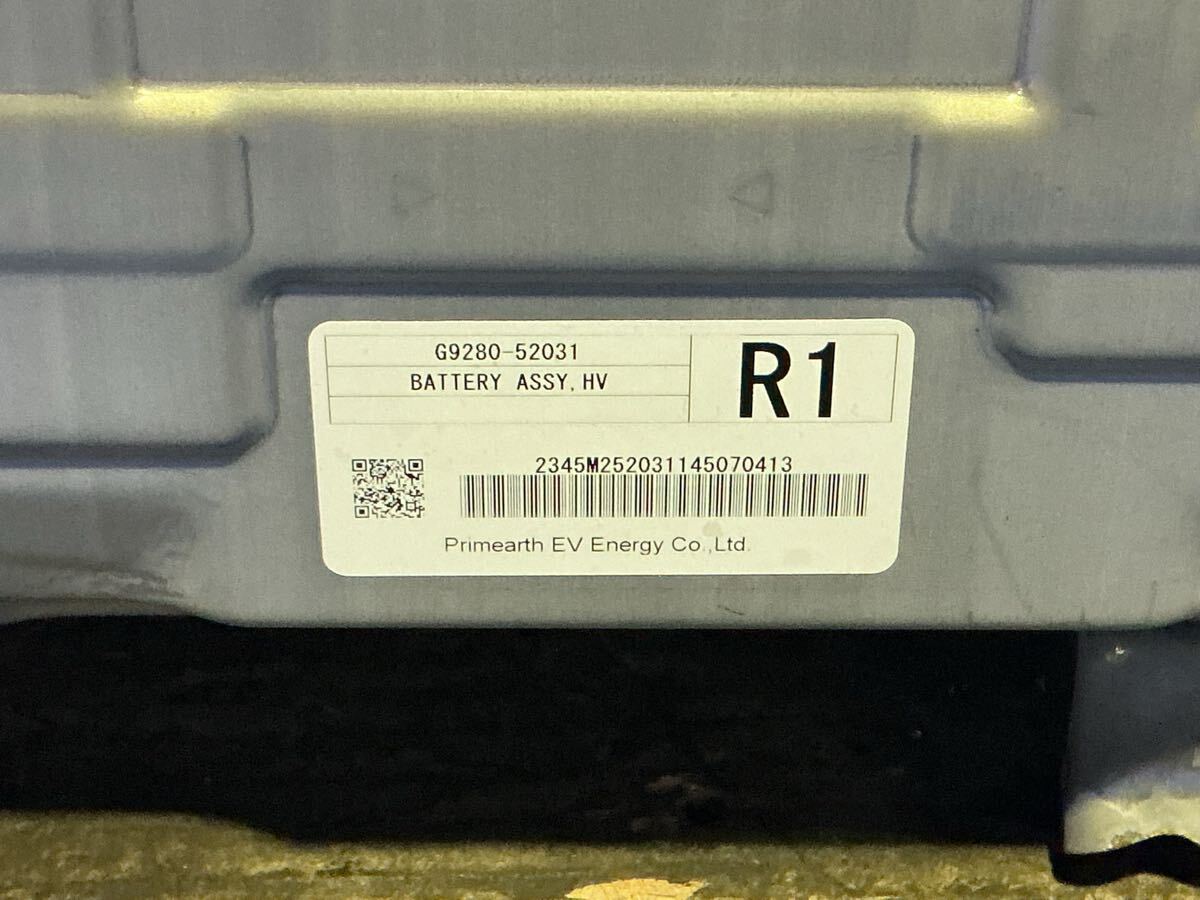 G9280-52031
BATTERY ASSY,HV
R1
2345M252031145070413
Primearth EV Energy Co.,Ltd.